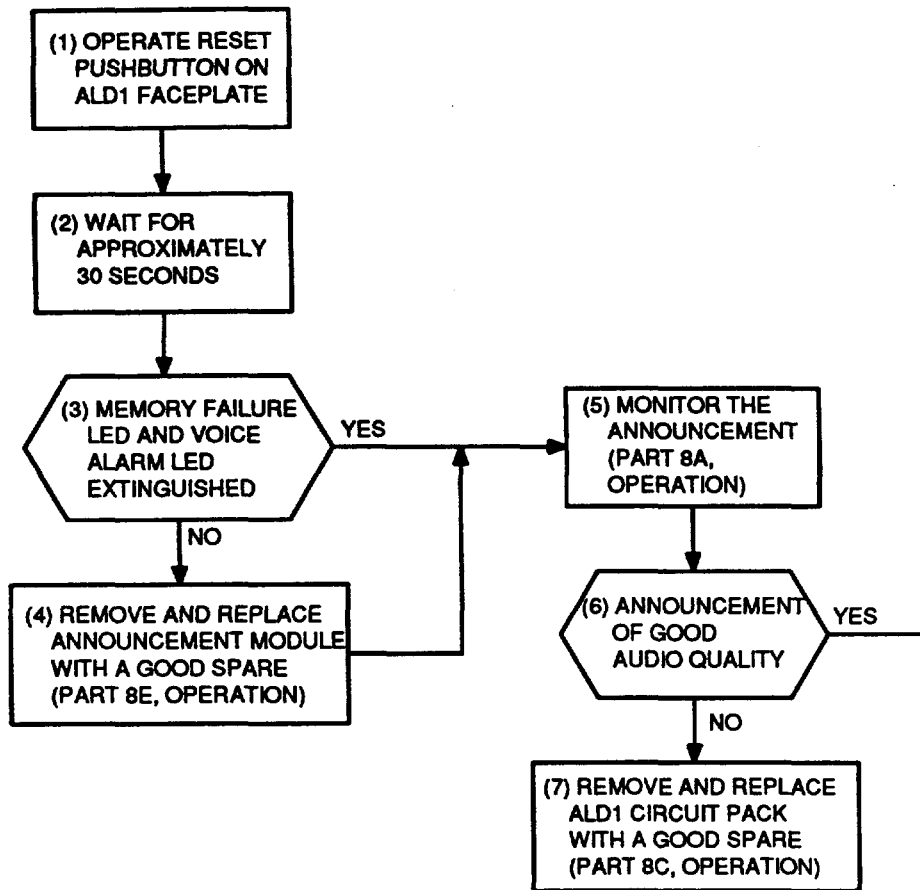 (1) OPERATE RESET
PUSHBUTTON ON
ALD1 FACEPLATE
(2) WAIT FOR
APPROXIMATELY
30 SECONDS
(3) MEMORY FAILURE
LED AND VOICE
ALARM LED
EXTINGUISHED
YES
NO
(4) REMOVE AND REPLACE
ANNOUNCEMENT MODULE
WITH A GOOD SPARE
(PART 8E, OPERATION)
(5) MONITOR THE
ANNOUNCEMENT
(PART 8A,
OPERATION)
(6) ANNOUNCEMENT
OF GOOD
AUDIO QUALITY
YES
NO
(7) REMOVE AND REPLACE
ALD1 CIRCUIT PACK
WITH A GOOD SPARE
(PART 8C, OPERATION)